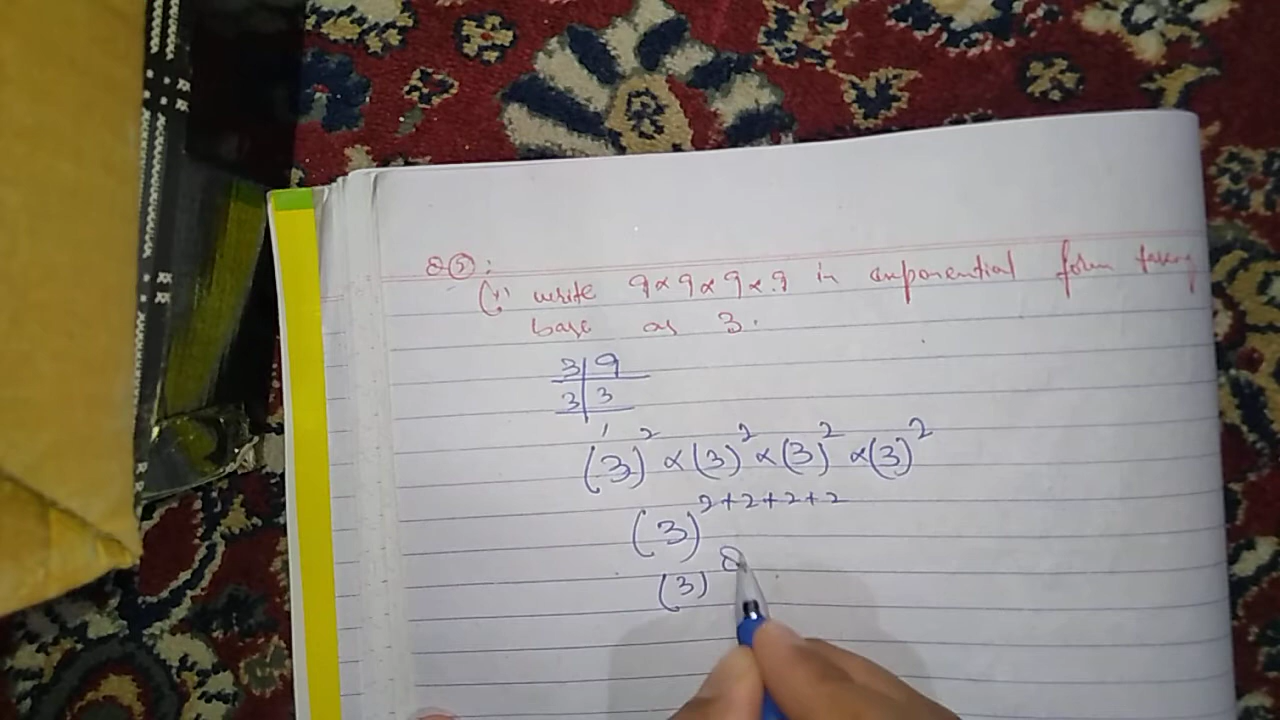 Q(5):
(v) write 9×9×9×9 in exponential form taking
base as 3.
3|9
3|3
1
(3)² × (3)² × (3)² × (3)²
(3)²⁺²⁺²⁺²
(3)⁸